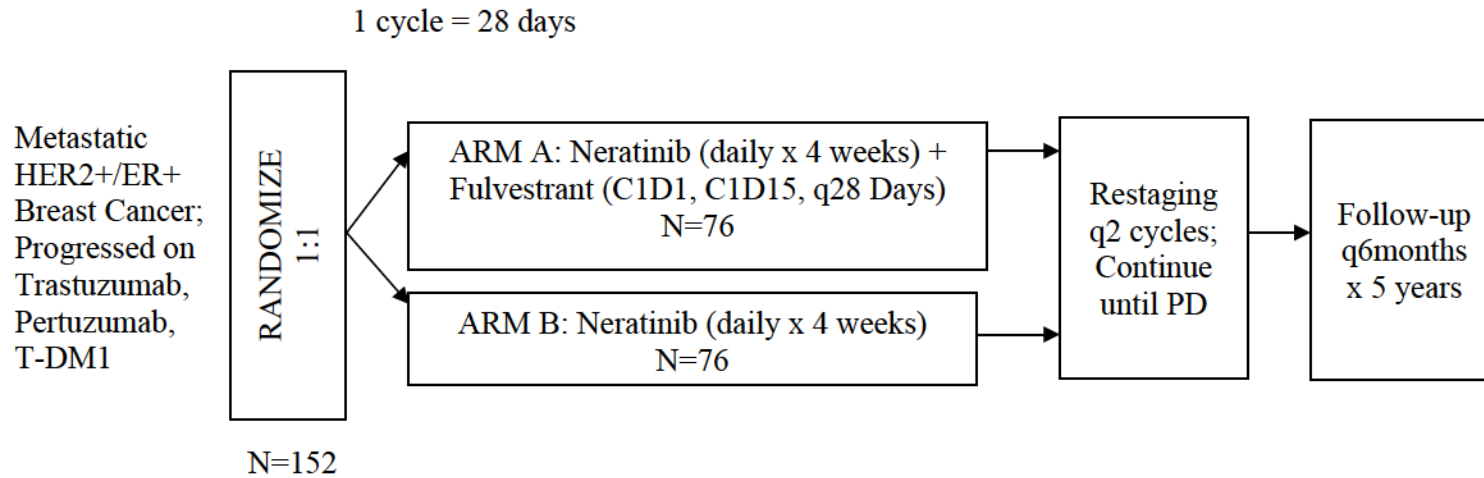 1 cycle = 28 days
Metastatic
HER2+/ER+
Breast Cancer;
Progressed on
Trastuzumab,
Pertuzumab,
T-DM1
RANDOMIZE
1:1
N=152
ARM A: Neratinib (daily x 4 weeks) +
Fulvestrant (C1D1, C1D15, q28 Days)
N=76
ARM B: Neratinib (daily x 4 weeks)
N=76
Restaging
q2 cycles;
Continue
until PD
Follow-up
q6months
x 5 years